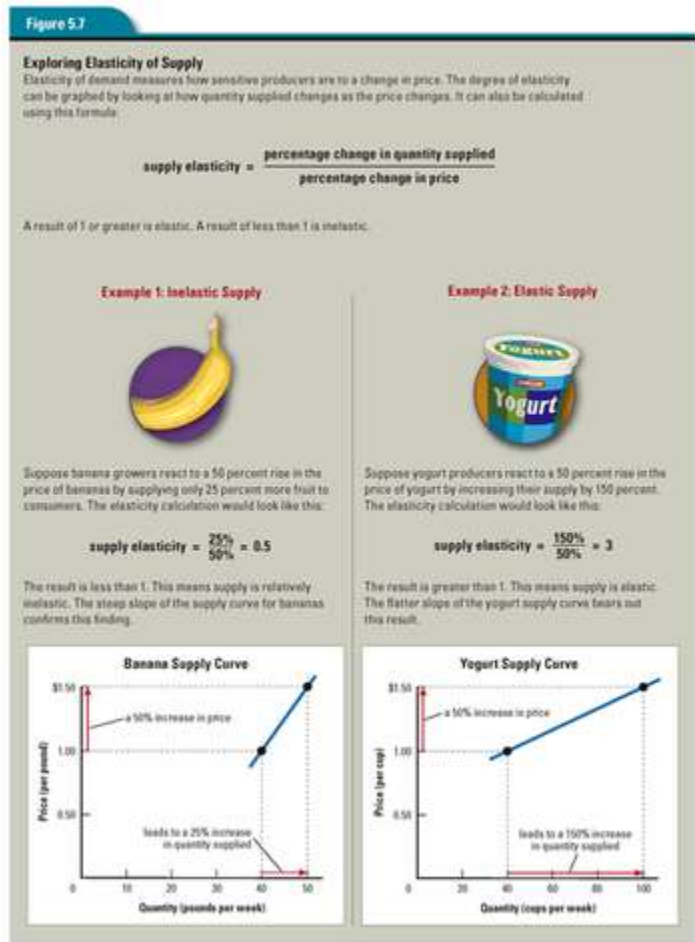 Figure 5.7
Exploring Elasticity of Supply
Elasticity of demand measures how sensitive producers are to a change in price. The degree of elasticity
can be graphed by looking at how quantity supplied changes as the price changes. It can also be calculated
using this formula:
supply elasticity = percentage change in quantity supplied
percentage change in price
A result of 1 or greater is elastic. A result of less than 1 is inelastic.
Example 1: Inelastic Supply
Suppose banana growers react to a 50 percent rise in the
price of bananas by supplying only 25 percent more fruit to
consumers. The elasticity calculation would look like this:
supply elasticity = 25%
50% = 0.5
The result is less than 1. This means supply is relatively
inelastic. The steep slope of the supply curve for bananas
confirms this finding.
Banana Supply Curve
Price (per pound)
$1.50
1.00
0.50
a 50% increase in price
leads to a 25% increase
in quantity supplied
0 10 20 30 40 50
Quantity (pounds per week)
Example 2: Elastic Supply
Yogurt
Yogurt
Suppose yogurt producers react to a 50 percent rise in the
price of yogurt by increasing their supply by 150 percent.
The elasticity calculation would look like this:
supply elasticity = 150%
50% = 3
The result is greater than 1. This means supply is elastic.
The flatter slope of the yogurt supply curve bears out
this result.
Yogurt Supply Curve
Price (per cup)
$1.50
1.00
0.50
a 50% increase in price
leads to a 150% increase
in quantity supplied
0 20 40 60 80 100
Quantity (cups per week)